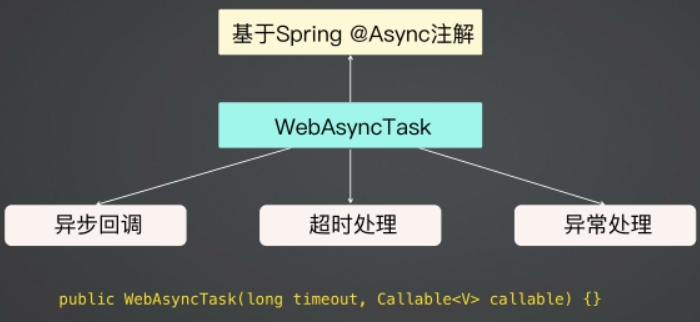 基于Spring @Async注解
WebAsyncTask
异步回调
超时处理
异常处理
public WebAsyncTask(long timeout, Callable<V> callable) {}